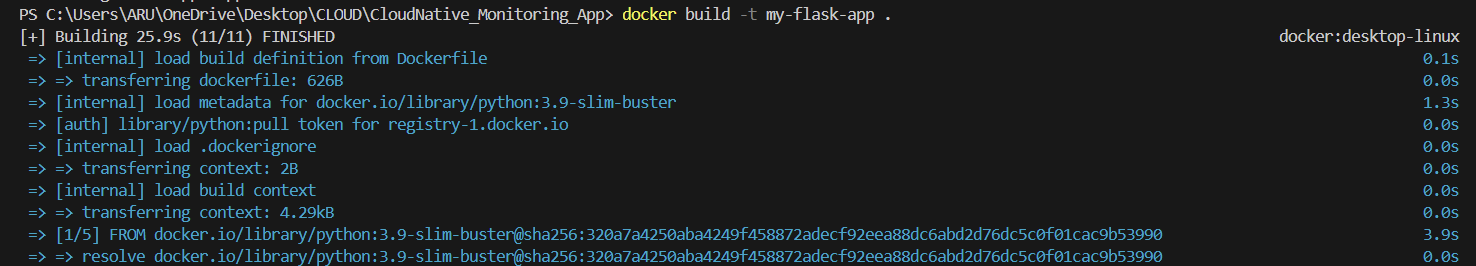 PS C:\Users\ARU\OneDrive\Desktop\CLOUD\CloudNative_Monitoring_App> docker build -t my-flask-app .
[+] Building 25.9s (11/11) FINISHED docker:desktop-linux
=> [internal] load build definition from Dockerfile 0.1s
=> => transferring dockerfile: 626B 0.0s
=> [internal] load metadata for docker.io/library/python:3.9-slim-buster 1.3s
=> [auth] library/python:pull token for registry-1.docker.io 0.0s
=> [internal] load .dockerignore 0.0s
=> => transferring context: 2B 0.0s
=> [internal] load build context 0.0s
=> => transferring context: 4.29kB 0.0s
=> [1/5] FROM docker.io/library/python:3.9-slim-buster@sha256:320a7a4250aba4249f458872adecf92eea88dc6abd2d76dc5c0f01cac9b53990 3.9s
=> => resolve docker.io/library/python:3.9-slim-buster@sha256:320a7a4250aba4249f458872adecf92eea88dc6abd2d76dc5c0f01cac9b53990 0.0s